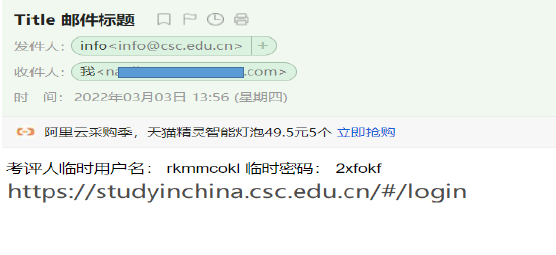 Title 邮件标题
发件人： info<info@csc.edu.cn> +
收件人： 我<na .com>
时 间： 2022年03月03日 13:56 (星期四)
阿里云采购季，天猫精灵智能灯泡49.5元5个 立即抢购
考评人临时用户名： rkmmcokl 临时密码： 2xfokf
https://studyinchina.csc.edu.cn/#/login